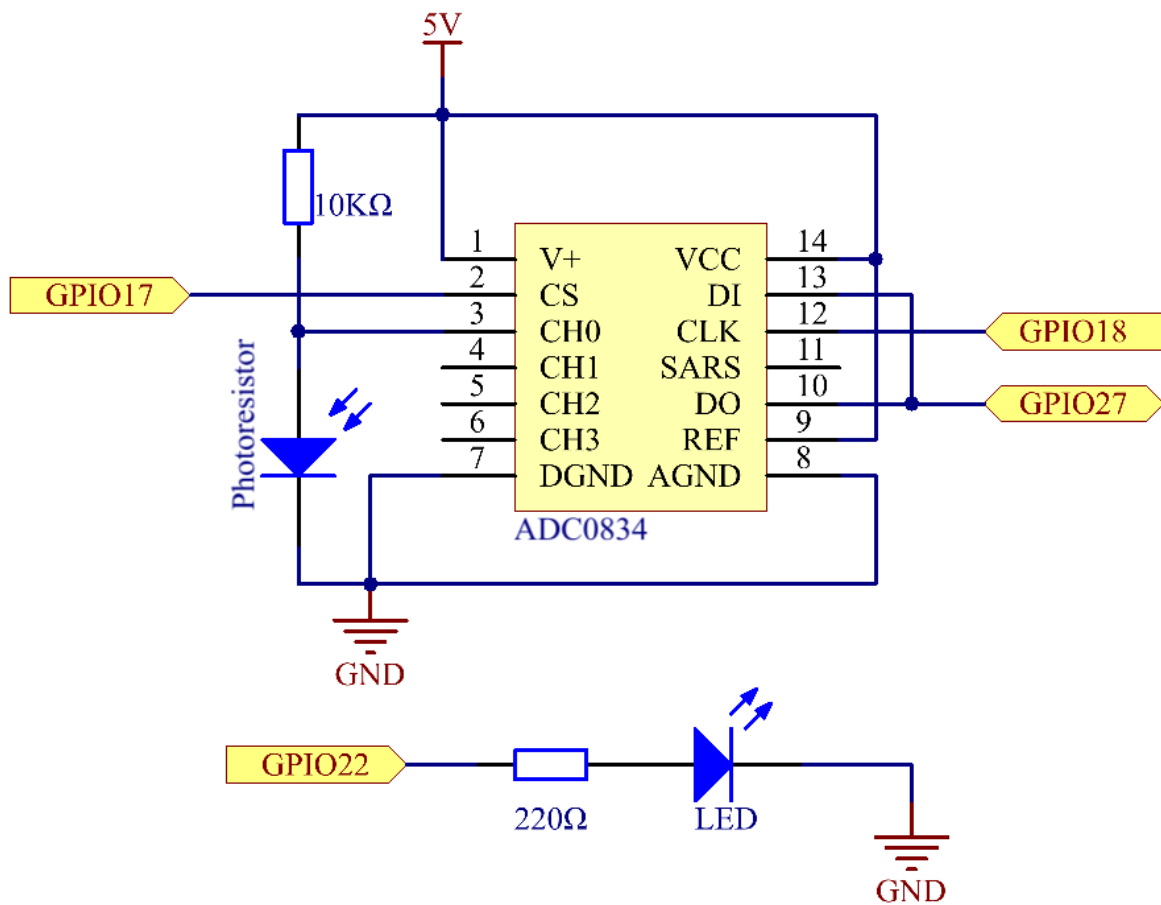 5V
10KΩ
1 V+ VCC 14
2 CS DI 13
GPIO17
3 CH0 CLK 12
GPIO18
4 CH1 SARS 11
5 CH2 DO 10
GPIO27
6 CH3 REF 9
7 DGND AGND 8
Photoresistor
ADC0834
GND
GPIO22
220Ω
LED
GND